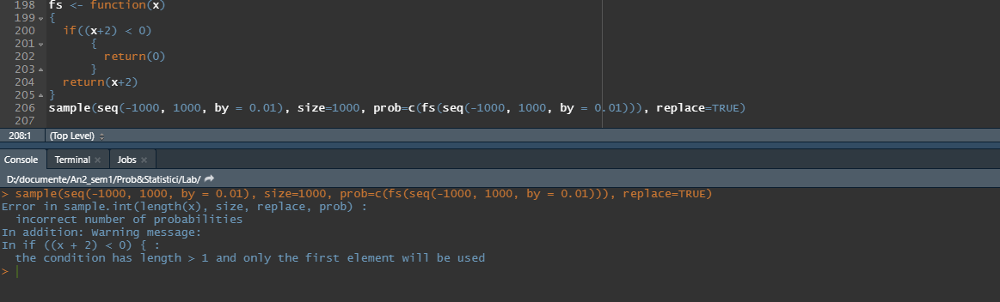 198 fs <- function(x)
199 {
200 if((x+2) < 0)
201 {
202 return(0)
203 }
204 return(x+2)
205 }
206 sample(seq(-1000, 1000, by = 0.01), size=1000, prob=c(fs(seq(-1000, 1000, by = 0.01))), replace=TRUE)
207
208:1 (Top Level)
Console Terminal Jobs
D:/documente/An2_sem1/Prob&Statistici/Lab/
> sample(seq(-1000, 1000, by = 0.01), size=1000, prob=c(fs(seq(-1000, 1000, by = 0.01))), replace=TRUE)
Error in sample.int(length(x), size, replace, prob) :
incorrect number of probabilities
In addition: Warning message:
In if ((x + 2) < 0) { :
the condition has length > 1 and only the first element will be used
>